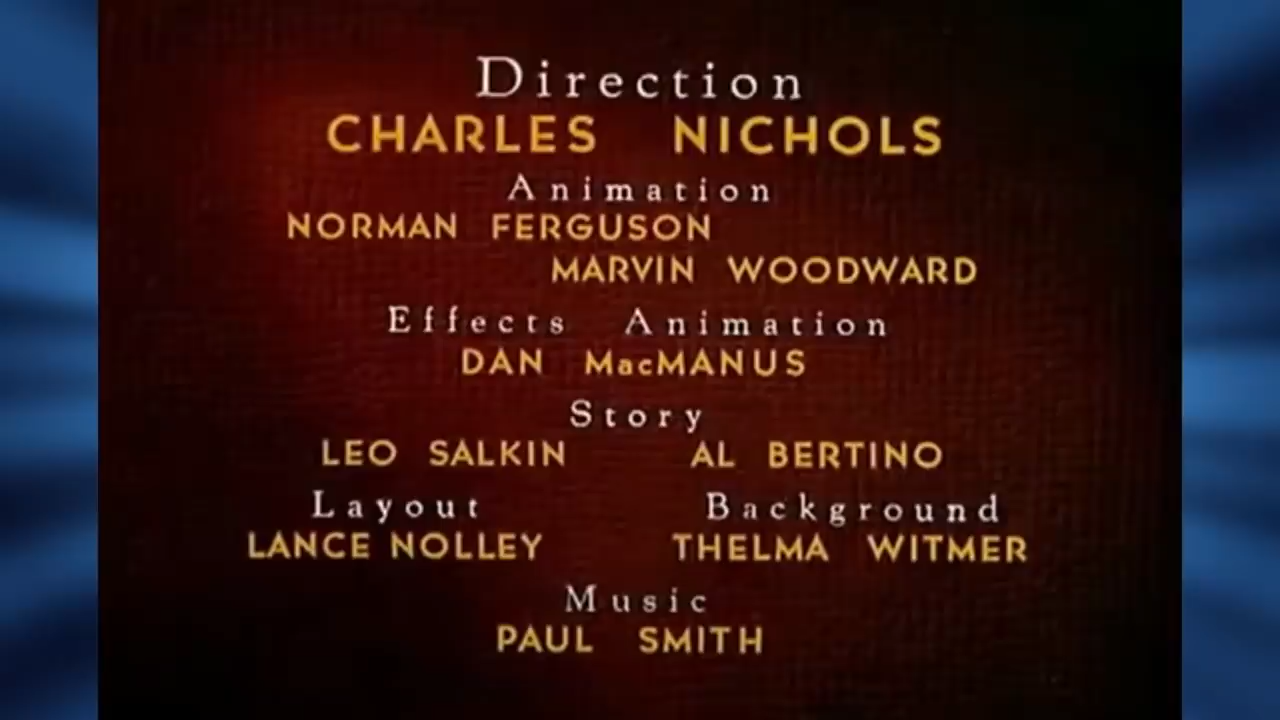 Direction
CHARLES NICHOLS
Animation
NORMAN FERGUSON
MARVIN WOODWARD
Effects Animation
DAN MacMANUS
Story
LEO SALKIN AL BERTINO
Layout Background
LANCE NOLLEY THELMA WITMER
Music
PAUL SMITH